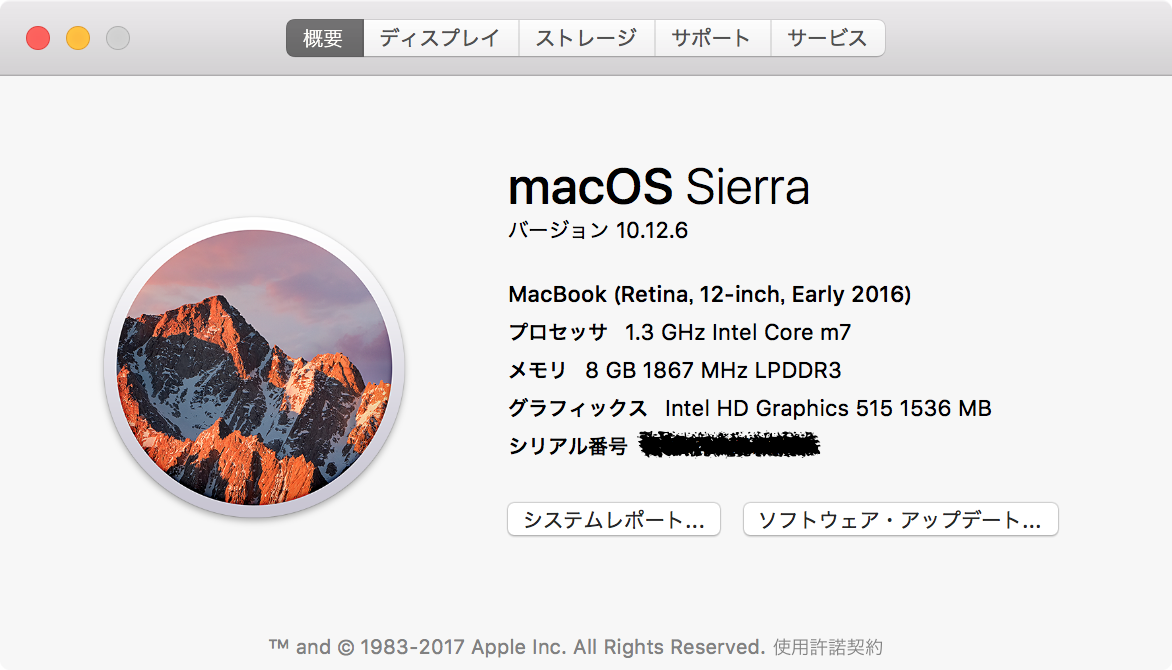 概要 ディスプレイ ストレージ サポート サービス
macOS Sierra
バージョン 10.12.6
MacBook (Retina, 12-inch, Early 2016)
プロセッサ 1.3 GHz Intel Core m7
メモリ 8 GB 1867 MHz LPDDR3
グラフィックス Intel HD Graphics 515 1536 MB
シリアル番号
システムレポート... ソフトウェア・アップデート...
™ and © 1983-2017 Apple Inc. All Rights Reserved. 使用許諾契約